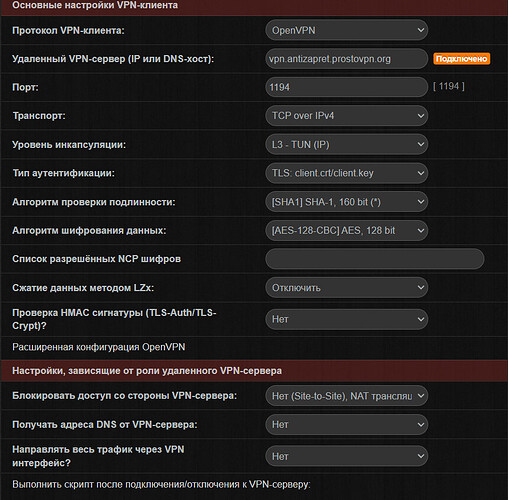 Основные настройки VPN-клиента
Протокол VPN-клиента: OpenVPN
Удаленный VPN-сервер (IP или DNS-хост): vpn.antizapret.prostovpn.org Подключено
Порт: 1194 [ 1194 ]
Транспорт: TCP over IPv4
Уровень инкапсуляции: L3 - TUN (IP)
Тип аутентификации: TLS: client.crt/client.key
Алгоритм проверки подлинности: [SHA1] SHA-1, 160 bit (*)
Алгоритм шифрования данных: [AES-128-CBC] AES, 128 bit
Список разрешённых NCP шифров
Сжатие данных методом LZx: Отключить
Проверка HMAC сигнатуры (TLS-Auth/TLS-
Crypt)? Нет
Расширенная конфигурация OpenVPN
Настройки, зависящие от роли удаленного VPN-сервера
Блокировать доступ со стороны VPN-сервера: Нет (Site-to-Site), NAT трансляц
Получать адреса DNS от VPN-сервера: Нет
Направлять весь трафик через VPN
интерфейс? Нет
Выполнить скрипт после подключения/отключения к VPN-серверу: